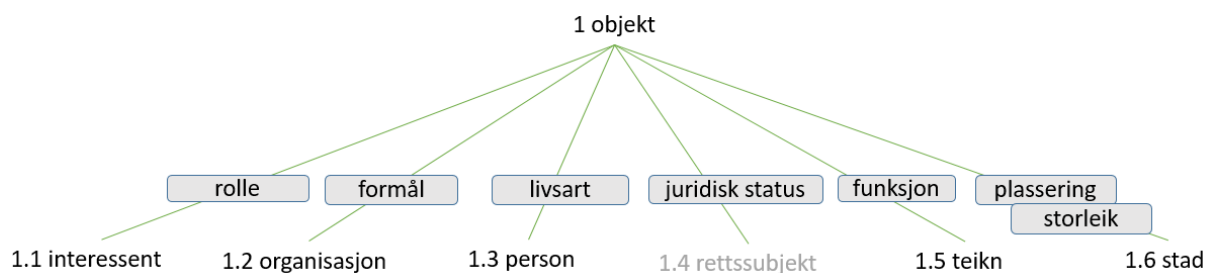 1 objekt
rolle formål livsart juridisk status funksjon plassering
storleik
1.1 interessent 1.2 organisasjon 1.3 person 1.4 rettssubjekt 1.5 teikn 1.6 stad